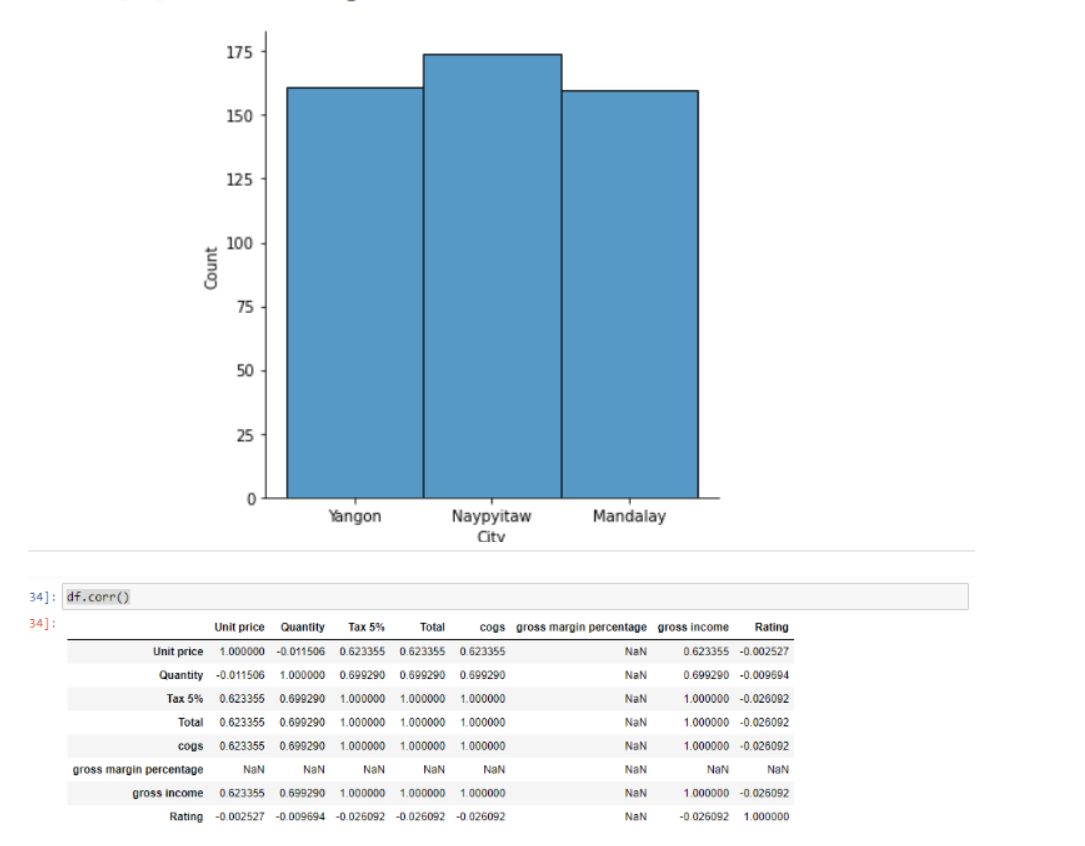 175
150
125
100
75
50
25
0
Count
Yangon Naypyitaw Mandalay
City
34]: df.corr()
34]:
Unit price Quantity Tax 5% Total cogs gross margin percentage gross income Rating
Unit price 1.000000 -0.011506 0.623355 0.623355 0.623355 NaN 0.623355 -0.002527
Quantity -0.011506 1.000000 0.699290 0.699290 0.699290 NaN 0.699290 -0.009694
Tax 5% 0.623355 0.699290 1.000000 1.000000 1.000000 NaN 1.000000 -0.026092
Total 0.623355 0.699290 1.000000 1.000000 1.000000 NaN 1.000000 -0.026092
cogs 0.623355 0.699290 1.000000 1.000000 1.000000 NaN 1.000000 -0.026092
gross margin percentage NaN NaN NaN NaN NaN NaN NaN NaN
gross income 0.623355 0.699290 1.000000 1.000000 1.000000 NaN 1.000000 -0.026092
Rating -0.002527 -0.009694 -0.026092 -0.026092 -0.026092 NaN -0.026092 1.000000